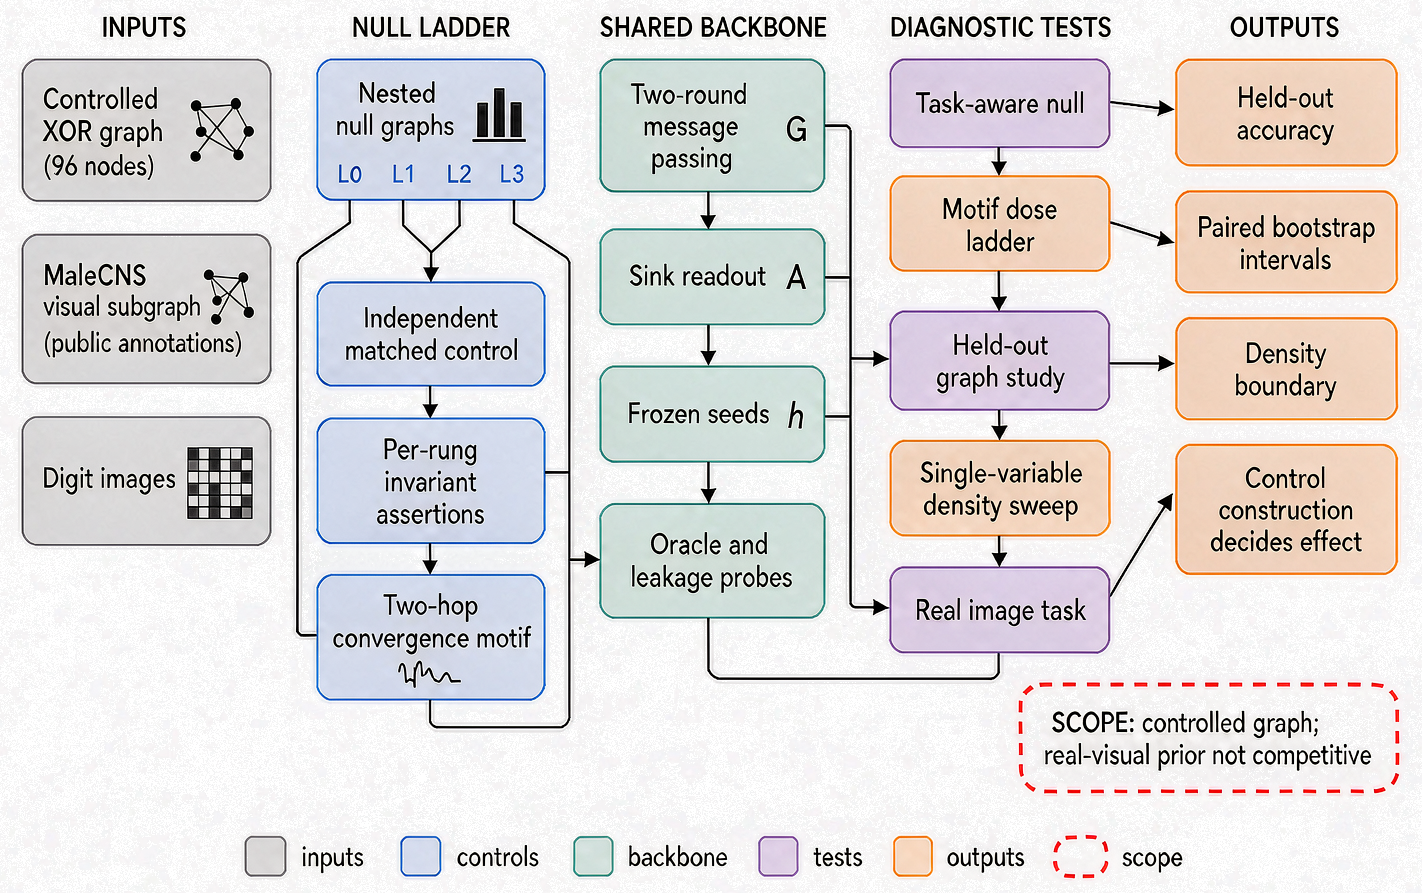 INPUTS
Controlled
XOR graph
(96 nodes)
MaleCNS
visual subgraph
(public annotations)
Digit images
NULL LADDER
Nested
null graphs
L0 L1 L2 L3
Independent
matched control
Per-rung
invariant
assertions
Two-hop
convergence motif
SHARED BACKBONE
Two-round
message
passing
G
Sink readout A
Frozen seeds h
Oracle and
leakage probes
DIAGNOSTIC TESTS
Task-aware null
Motif dose
ladder
Held-out
graph study
Single-variable
density sweep
Real image task
OUTPUTS
Held-out
accuracy
Paired bootstrap
intervals
Density
boundary
Control
construction
decides effect
SCOPE: controlled graph;
real-visual prior not competitive
inputs controls backbone tests outputs scope